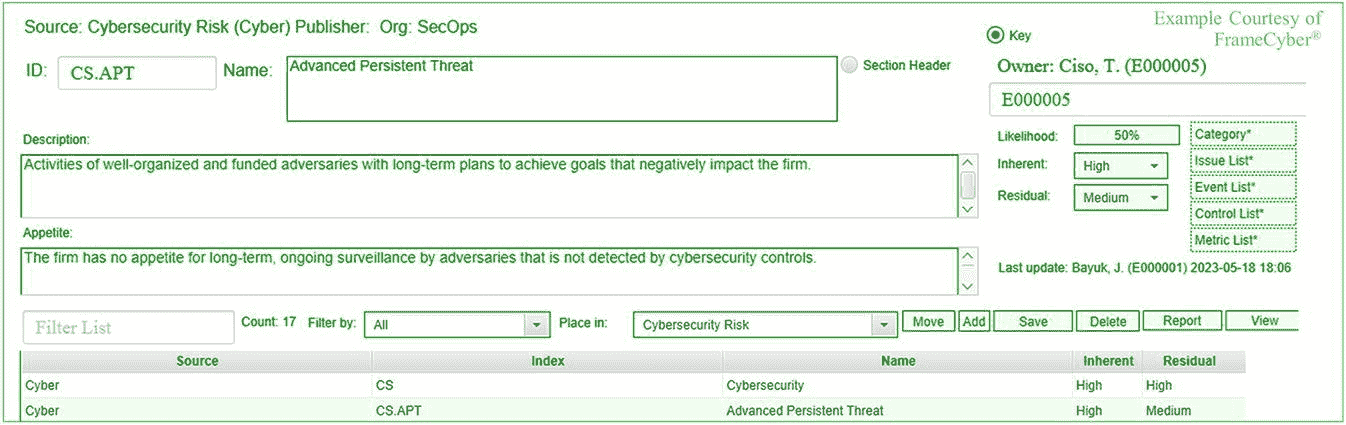 Source: Cybersecurity Risk (Cyber) Publisher: Org: SecOps
Example Courtesy of
FrameCyber®
Key
ID: CS.APT Name: Advanced Persistent Threat
Section Header
Owner: Ciso, T. (E000005)
E000005
Description:
Activities of well-organized and funded adversaries with long-term plans to achieve goals that negatively impact the firm.
Likelihood: 50% Category*
Inherent: High Issue List*
Residual: Medium Event List*
Control List*
Metric List*
Appetite:
The firm has no appetite for long-term, ongoing surveillance by adversaries that is not detected by cybersecurity controls.
Last update: Bayuk, J. (E000001) 2023-05-18 18:06
Filter List Count: 17 Filter by: All Place in: Cybersecurity Risk Move Add Save Delete Report View
Source Index Name Inherent Residual
Cyber CS Cybersecurity High High
Cyber CS.APT Advanced Persistent Threat High Medium